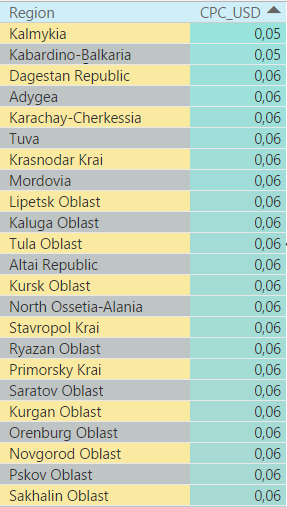 Region CPC_USD
Kalmykia 0,05
Kabardino-Balkaria 0,05
Dagestan Republic 0,06
Adygea 0,06
Karachay-Cherkessia 0,06
Tuva 0,06
Krasnodar Krai 0,06
Mordovia 0,06
Lipetsk Oblast 0,06
Kaluga Oblast 0,06
Tula Oblast 0,06
Altai Republic 0,06
Kursk Oblast 0,06
North Ossetia-Alania 0,06
Stavropol Krai 0,06
Ryazan Oblast 0,06
Primorsky Krai 0,06
Saratov Oblast 0,06
Kurgan Oblast 0,06
Orenburg Oblast 0,06
Novgorod Oblast 0,06
Pskov Oblast 0,06
Sakhalin Oblast 0,06